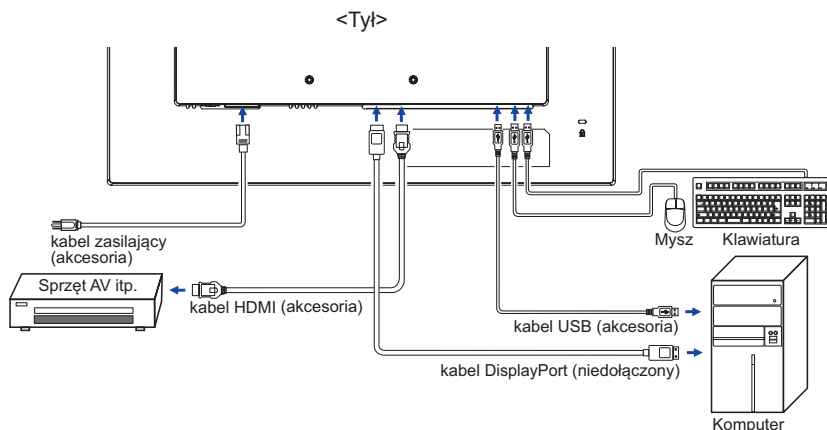 <Tył>
kabel zasilający
(akcesoria)
Sprzęt AV itp.
kabel HDMI (akcesoria)
Mysz
Klawiatura
kabel USB (akcesoria)
kabel DisplayPort (niedołączony)
Komputer